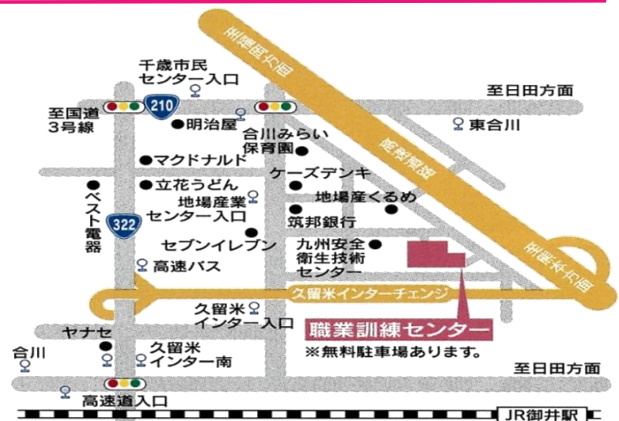 至福岡方面
千歳市民
センター入口
至日田方面
至国道
3号線
210
明治屋
合川みらい
保育園
東合川
高速道路
マクドナルド
ケーズデンキ
立花うどん
地場産業
センター入口
地場産くるめ
ベスト電器
322
筑邦銀行
セブンイレブン
九州安全
衛生技術
センター
至熊本方面
高速バス
久留米インターチェンジ
久留米
インター入口
職業訓練センター
※無料駐車場あります。
ヤナセ
合川
久留米
インター南
至日田方面
高速道入口
JR御井駅